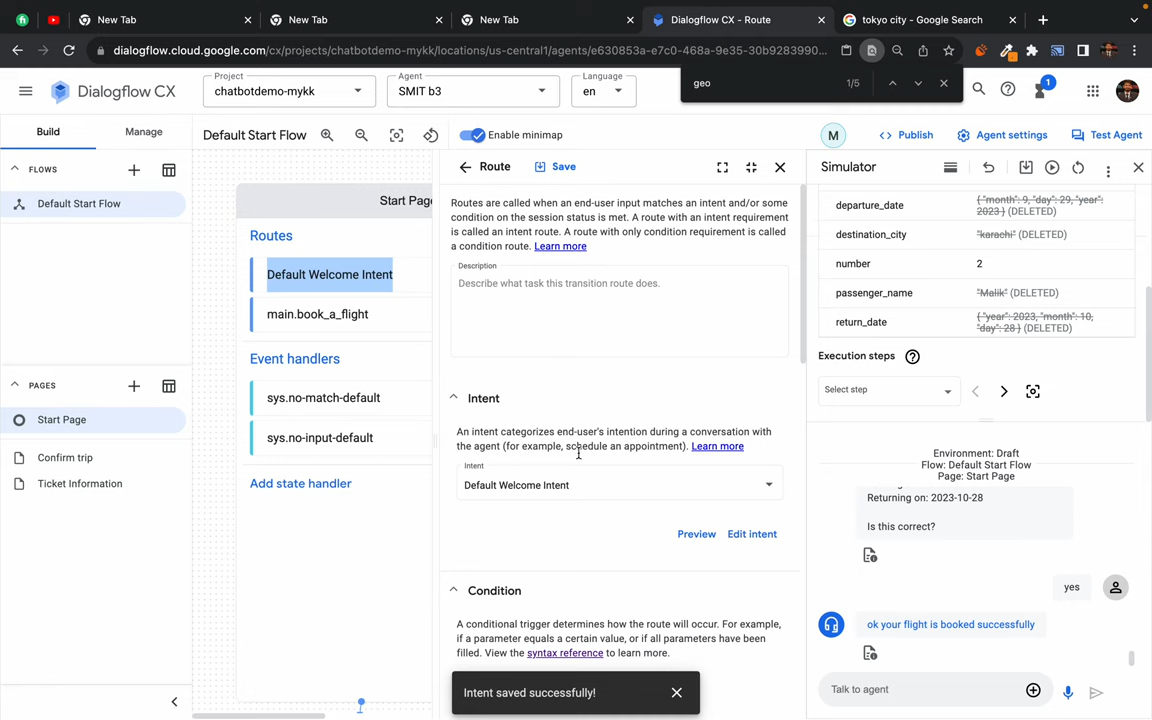 New Tab
New Tab
New Tab
Dialogflow CX - Route
tokyo city - Google Search
dialogflow.cloud.google.com/cx/projects/chatbotdemo-mykk/locations/us-central1/agents/e630853a-e7c0-468a-9e35-30b9283990...
geo
1/5
Dialogflow CX
Project
chatbotdemo-mykk
Agent
SMIT b3
Language
en
1
Build
Manage
Default Start Flow
Enable minimap
M
Publish
Agent settings
Test Agent
FLOWS
Default Start Flow
PAGES
Start Page
Confirm trip
Ticket Information
Start Page
Routes
Default Welcome Intent
main.book_a_flight
Event handlers
sys.no-match-default
sys.no-input-default
Add state handler
Route
Save
Routes are called when an end-user input matches an intent and/or some
condition on the session status is met. A route with an intent requirement
is called an intent route. A route with only condition requirement is called
a condition route. Learn more
Description
Describe what task this transition route does.
Intent
An intent categorizes end-user's intention during a conversation with
the agent (for example, schedule an appointment). Learn more
Intent
Default Welcome Intent
Preview
Edit intent
Condition
A conditional trigger determines how the route will occur. For example,
if a parameter equals a certain value, or if all parameters have been
filled. View the syntax reference to learn more.
Intent saved successfully!
Simulator
departure_date
{ "month": 9, "day": 29, "year":
2023 } (DELETED)
destination_city
"karachi" (DELETED)
number
2
passenger_name
"Malik" (DELETED)
return_date
{ "year": 2023, "month": 10,
"day": 28 } (DELETED)
Execution steps
Select step
Environment: Draft
Flow: Default Start Flow
Page: Start Page
Returning on: 2023-10-28
Is this correct?
yes
ok your flight is booked successfully
Talk to agent